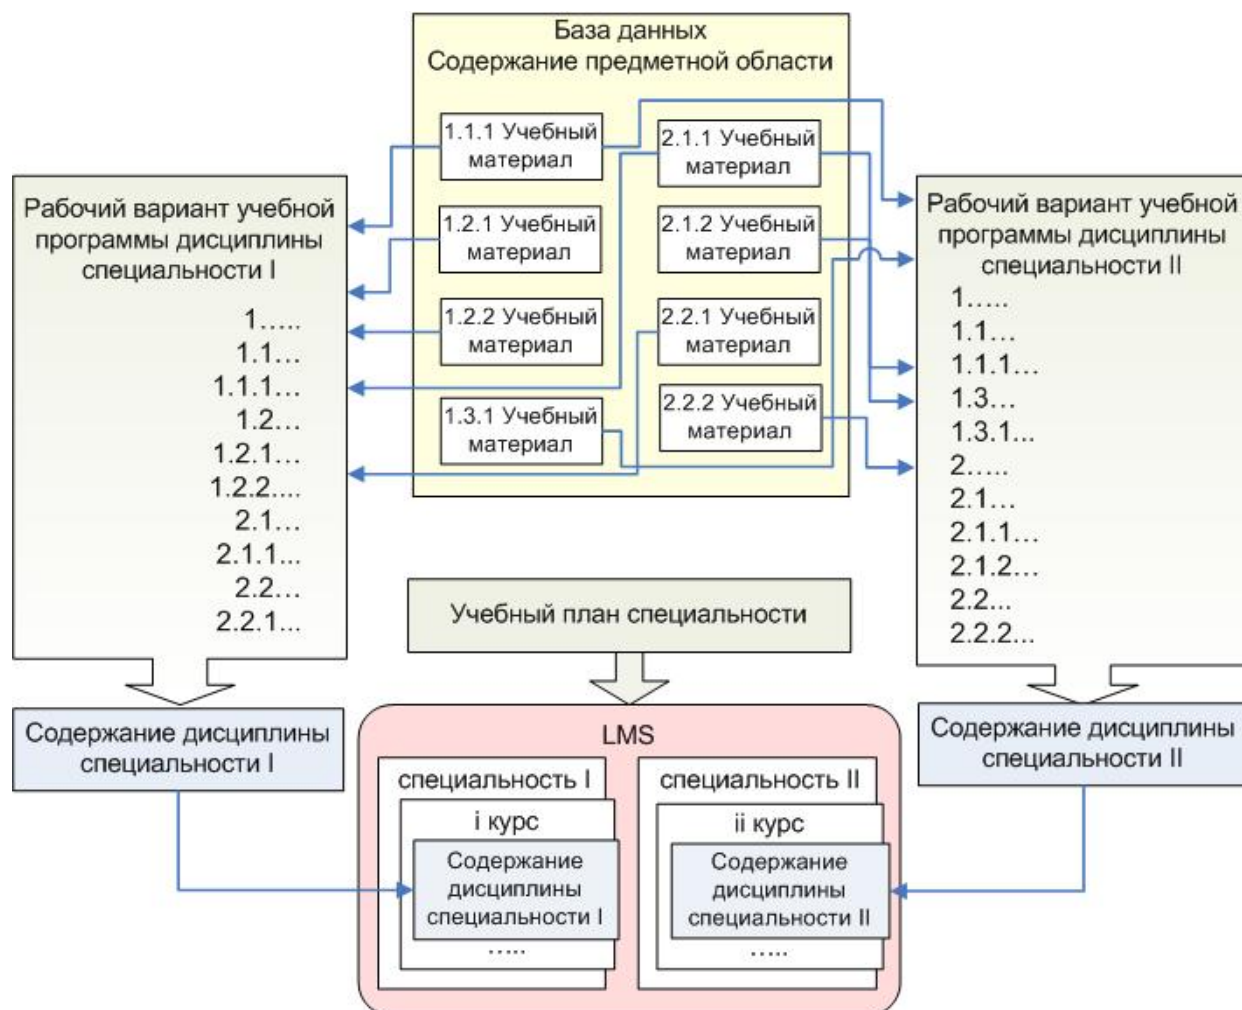 База данных
Содержание предметной области
1.1.1 Учебный
материал
2.1.1 Учебный
материал
1.2.1 Учебный
материал
2.1.2 Учебный
материал
1.2.2 Учебный
материал
2.2.1 Учебный
материал
1.3.1 Учебный
материал
2.2.2 Учебный
материал
Рабочий вариант учебной
программы дисциплины
специальности I
1.....
1.1...
1.1.1...
1.2...
1.2.1...
1.2.2....
2.1...
2.1.1...
2.2...
2.2.1...
Рабочий вариант учебной
программы дисциплины
специальности II
1.....
1.1...
1.1.1...
1.3...
1.3.1...
2.....
2.1...
2.1.1...
2.1.2...
2.2...
2.2.2...
Учебный план специальности
Содержание дисциплины
специальности I
Содержание дисциплины
специальности II
LMS
специальность I
i курс
Содержание
дисциплины
специальности I
.....
специальность II
ii курс
Содержание
дисциплины
специальности II
.....